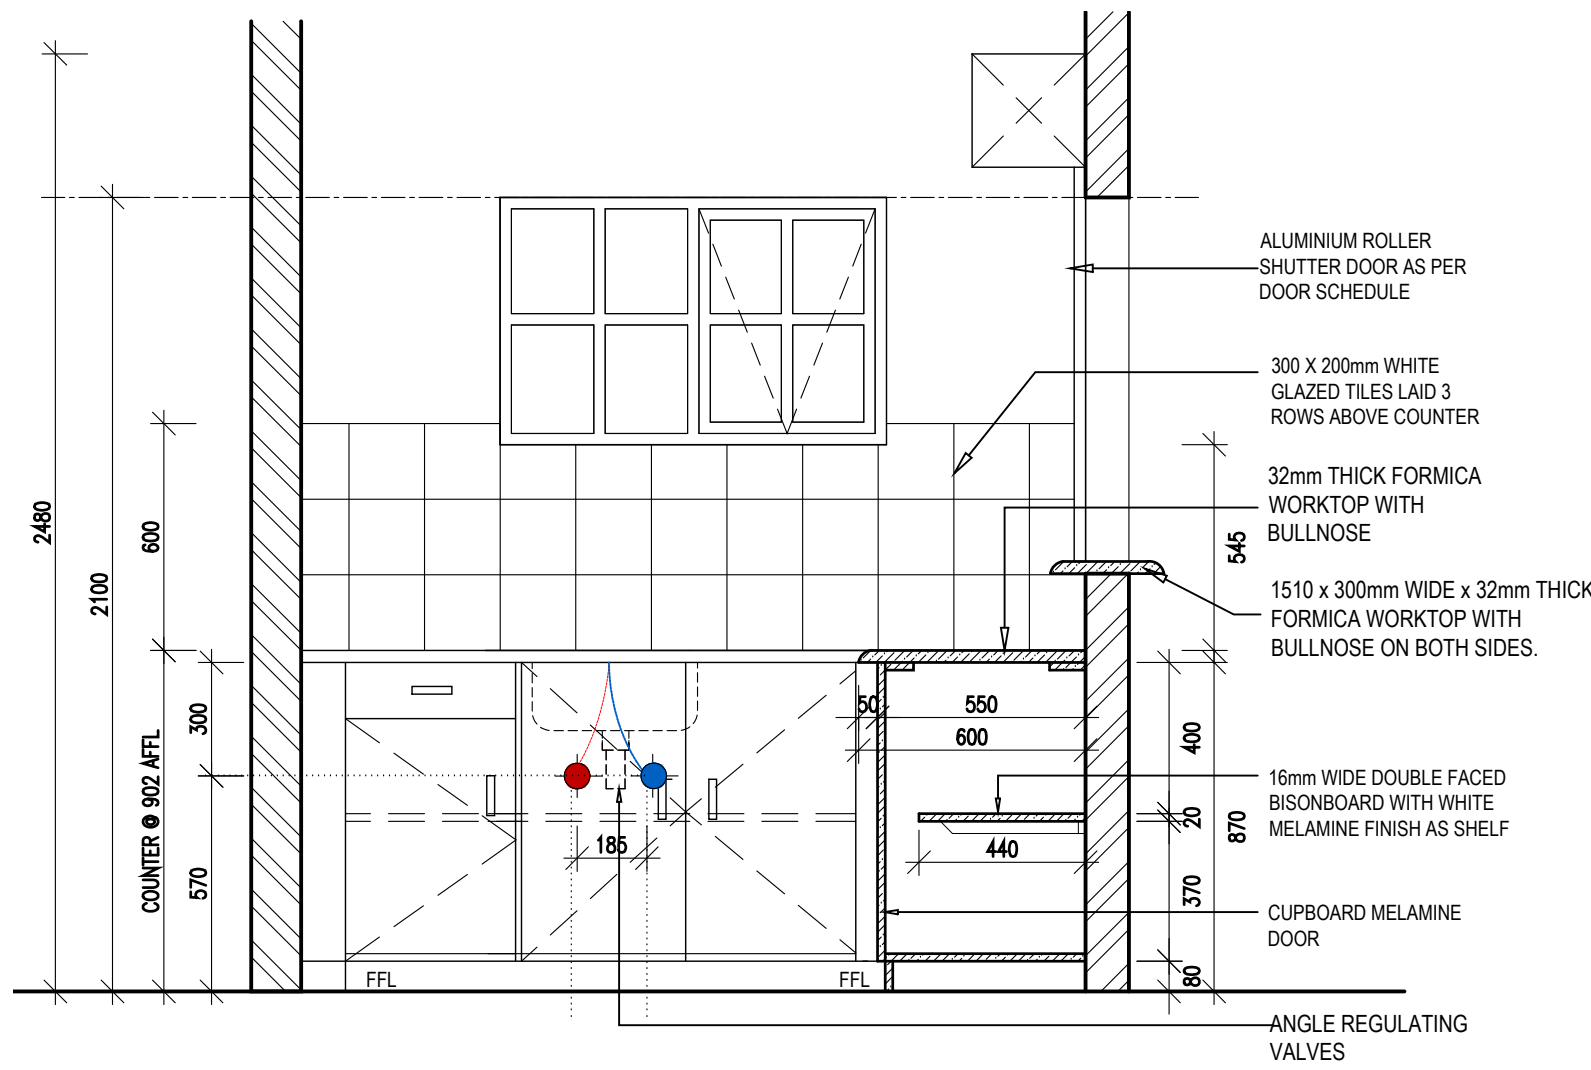 2480
2100
600
COUNTER @ 902 AFFL
300
570
ALUMINIUM ROLLER
SHUTTER DOOR AS PER
DOOR SCHEDULE
300 X 200mm WHITE
GLAZED TILES LAID 3
ROWS ABOVE COUNTER
32mm THICK FORMICA
WORKTOP WITH
BULLNOSE
545
1510 x 300mm WIDE x 32mm THICK
FORMICA WORKTOP WITH
BULLNOSE ON BOTH SIDES.
50
550
600
400
16mm WIDE DOUBLE FACED
BISONBOARD WITH WHITE
MELAMINE FINISH AS SHELF
20
870
185
440
370
CUPBOARD MELAMINE
DOOR
80
FFL
FFL
ANGLE REGULATING
VALVES